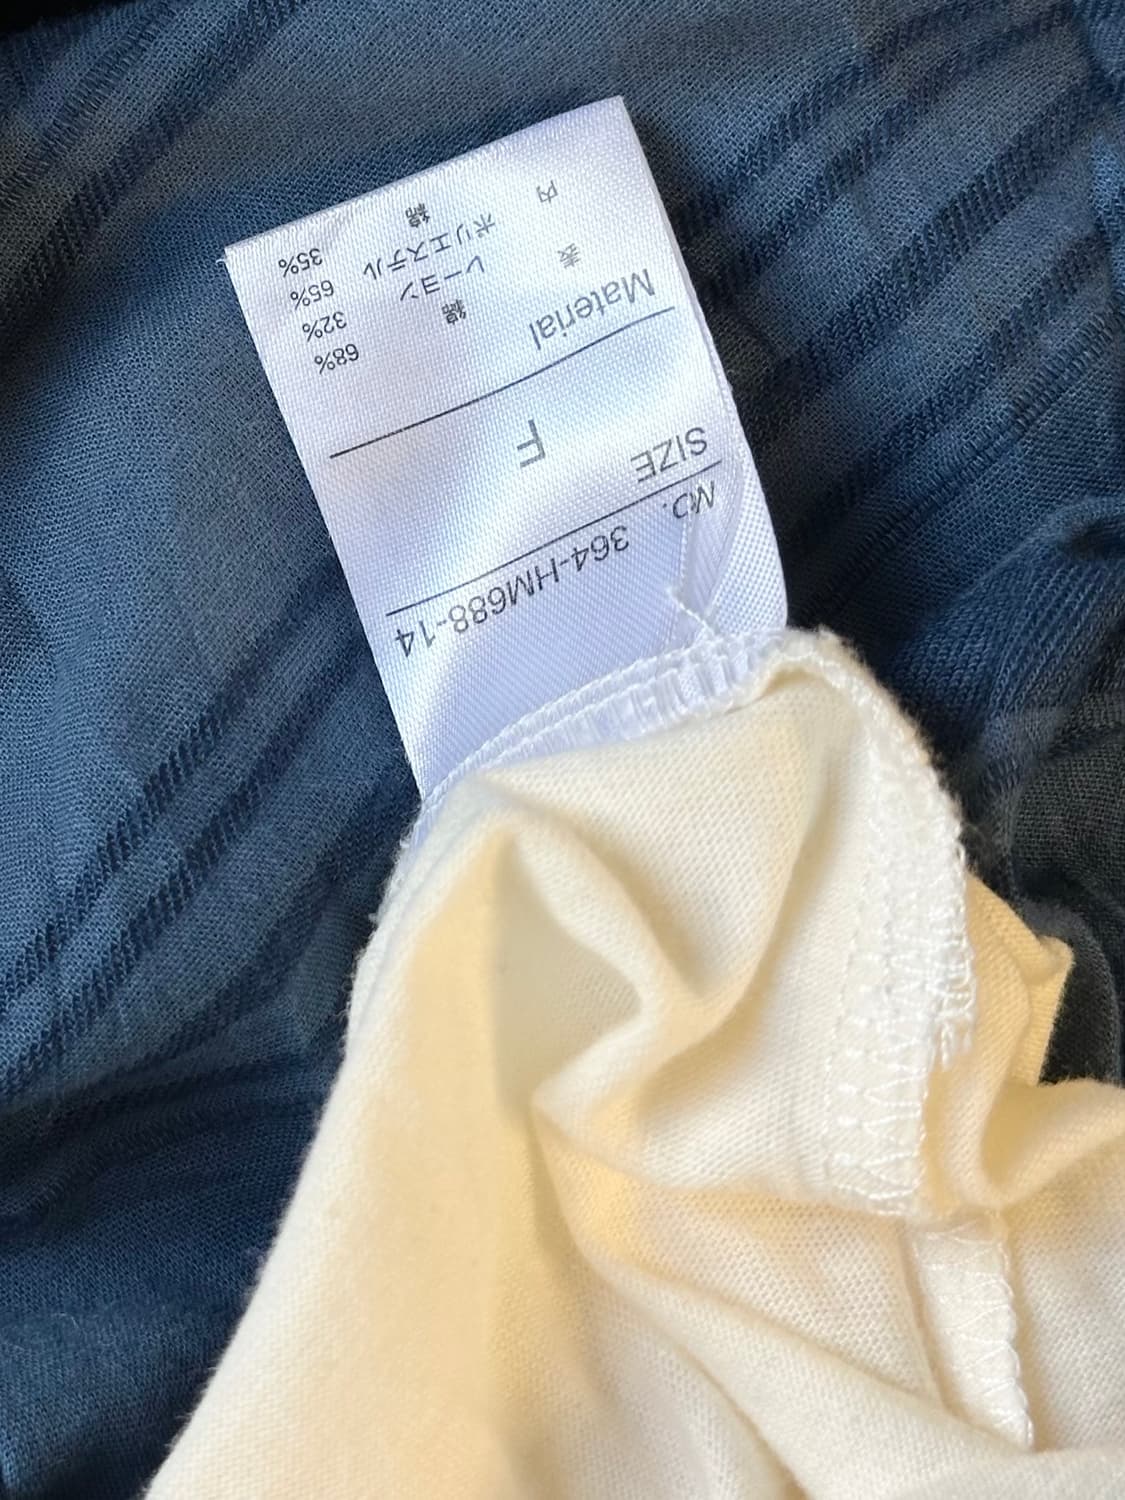 NO. 364-HM688-14
SIZE F
Material
表 綿 68%
レーヨン 32%
内 ポリエステル 65%
綿 35%